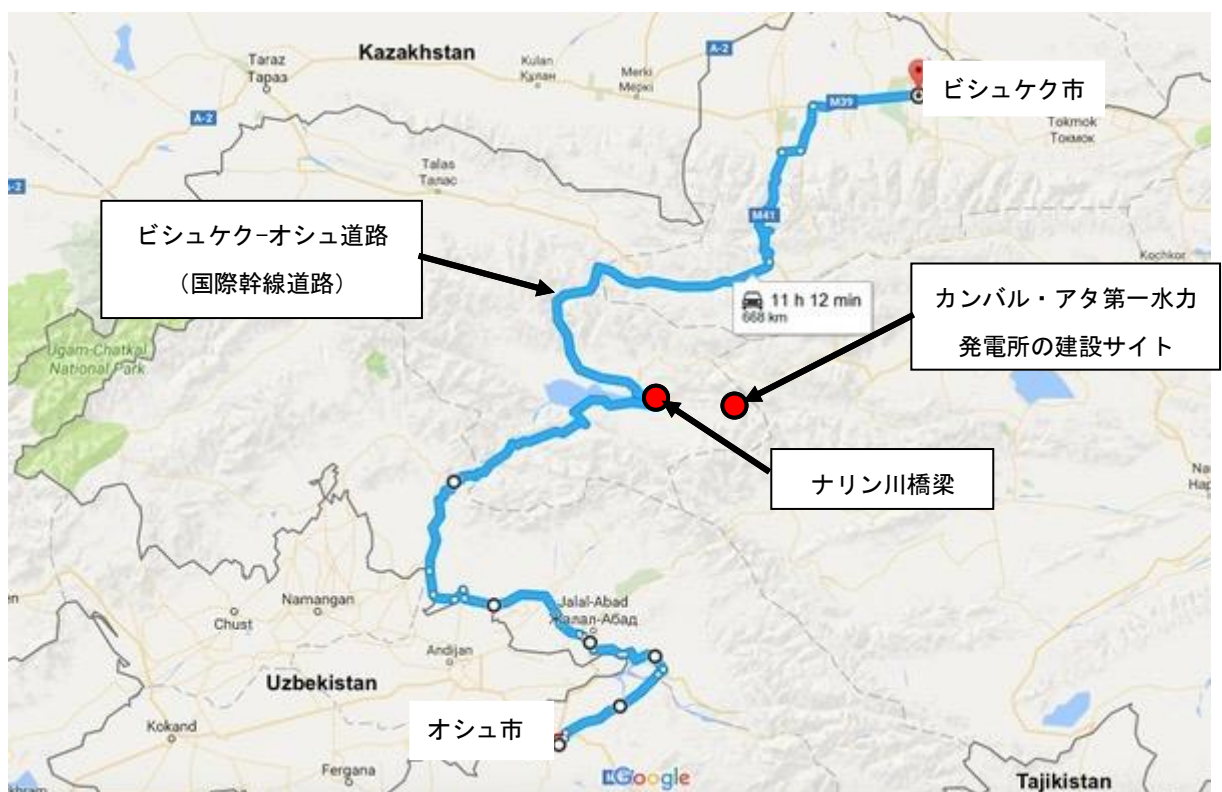 Kazakhstan
Taraz
Тараз
Kulan
Кулан
Merki
Меркі
A-2
A-2
M39
ビシュケク市
Tokmok
Токмок
Talas
Талас
-2
ビシュケク-オシュ道路
（国際幹線道路）
M41
Kochkor
11 h 12 min
668 km
カンバル・アタ第一水力
発電所の建設サイト
Ugam-Chatkal
National Park
ナリン川橋梁
Na
Нар
Namangan
Chust
Jalal-Abad
Жалал-Абад
Andijan
Uzbekistan
オシュ市
Kokand
Fergana
Google
Tajikistan